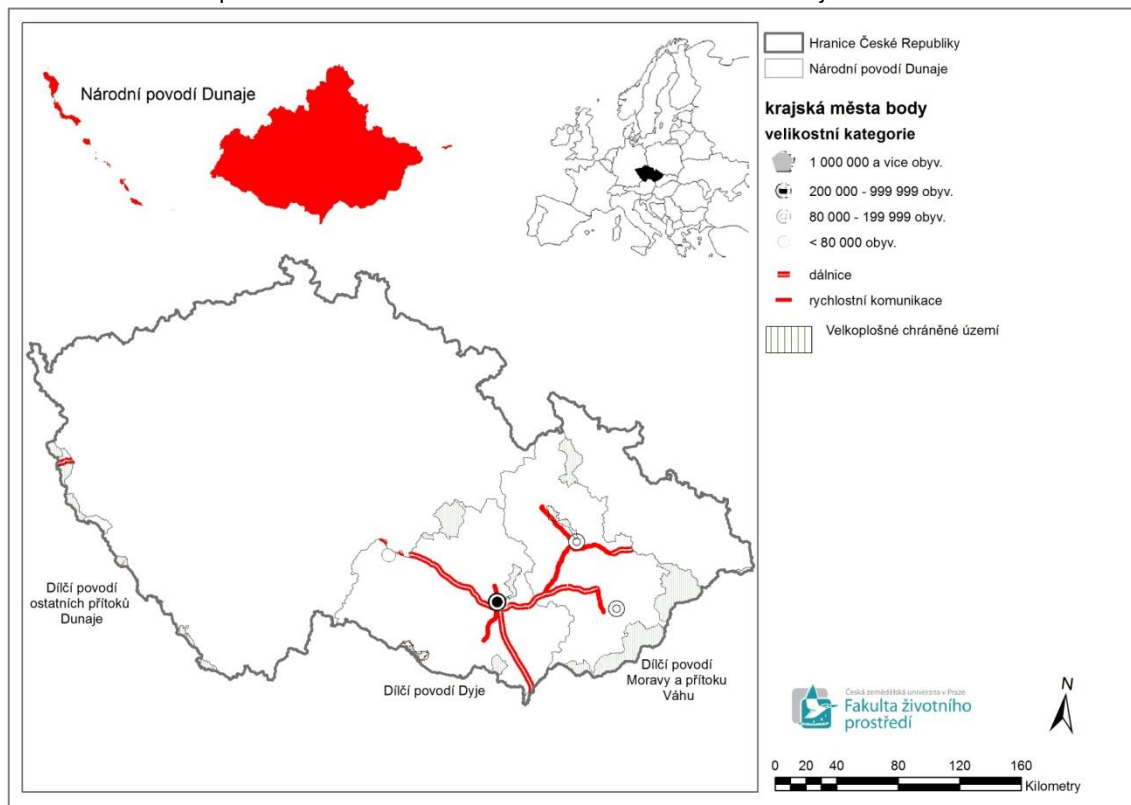 Národní povodí Dunaje
Dílčí povodí
ostatních přítoků
Dunaje
Dílčí povodí Dyje
Dílčí povodí
Moravy a přítoku
Váhu
Hranice České Republiky
Národní povodí Dunaje
krajská města body
velikostní kategorie
1 000 000 a vice obyv.
200 000 - 999 999 obyv.
80 000 - 199 999 obyv.
< 80 000 obyv.
dálnice
rychlostní komunikace
Velkoplošné chráněné území
Česká zemědělská univerzita v Praze
Fakulta životního
prostředí
N
0 20 40 80 120 160
Kilometry